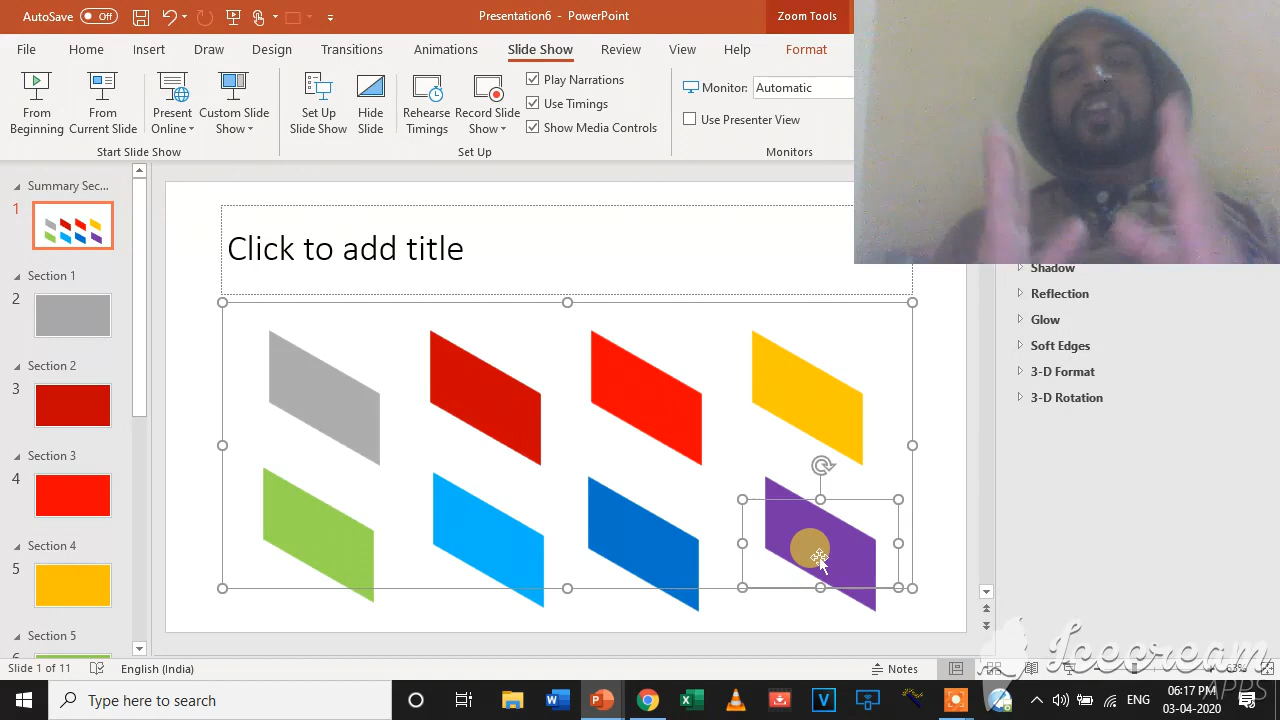 AutoSave Off
Presentation6 - PowerPoint
Zoom Tools
File Home Insert Draw Design Transitions Animations Slide Show Review View Help Format
From Beginning
From Current Slide
Present Online
Custom Slide Show
Start Slide Show
Set Up Slide Show
Hide Slide
Rehearse Timings
Record Slide Show
Play Narrations
Use Timings
Show Media Controls
Set Up
Monitor: Automatic
Use Presenter View
Monitors
Summary Sec...
1
Section 1
2
Section 2
3
Section 3
4
Section 4
5
Section 5
Click to add title
Shadow
Reflection
Glow
Soft Edges
3-D Format
3-D Rotation
Slide 1 of 11
English (India)
Notes
Icecream
APPS
Type here to search
ENG
06:17 PM
03-04-2020